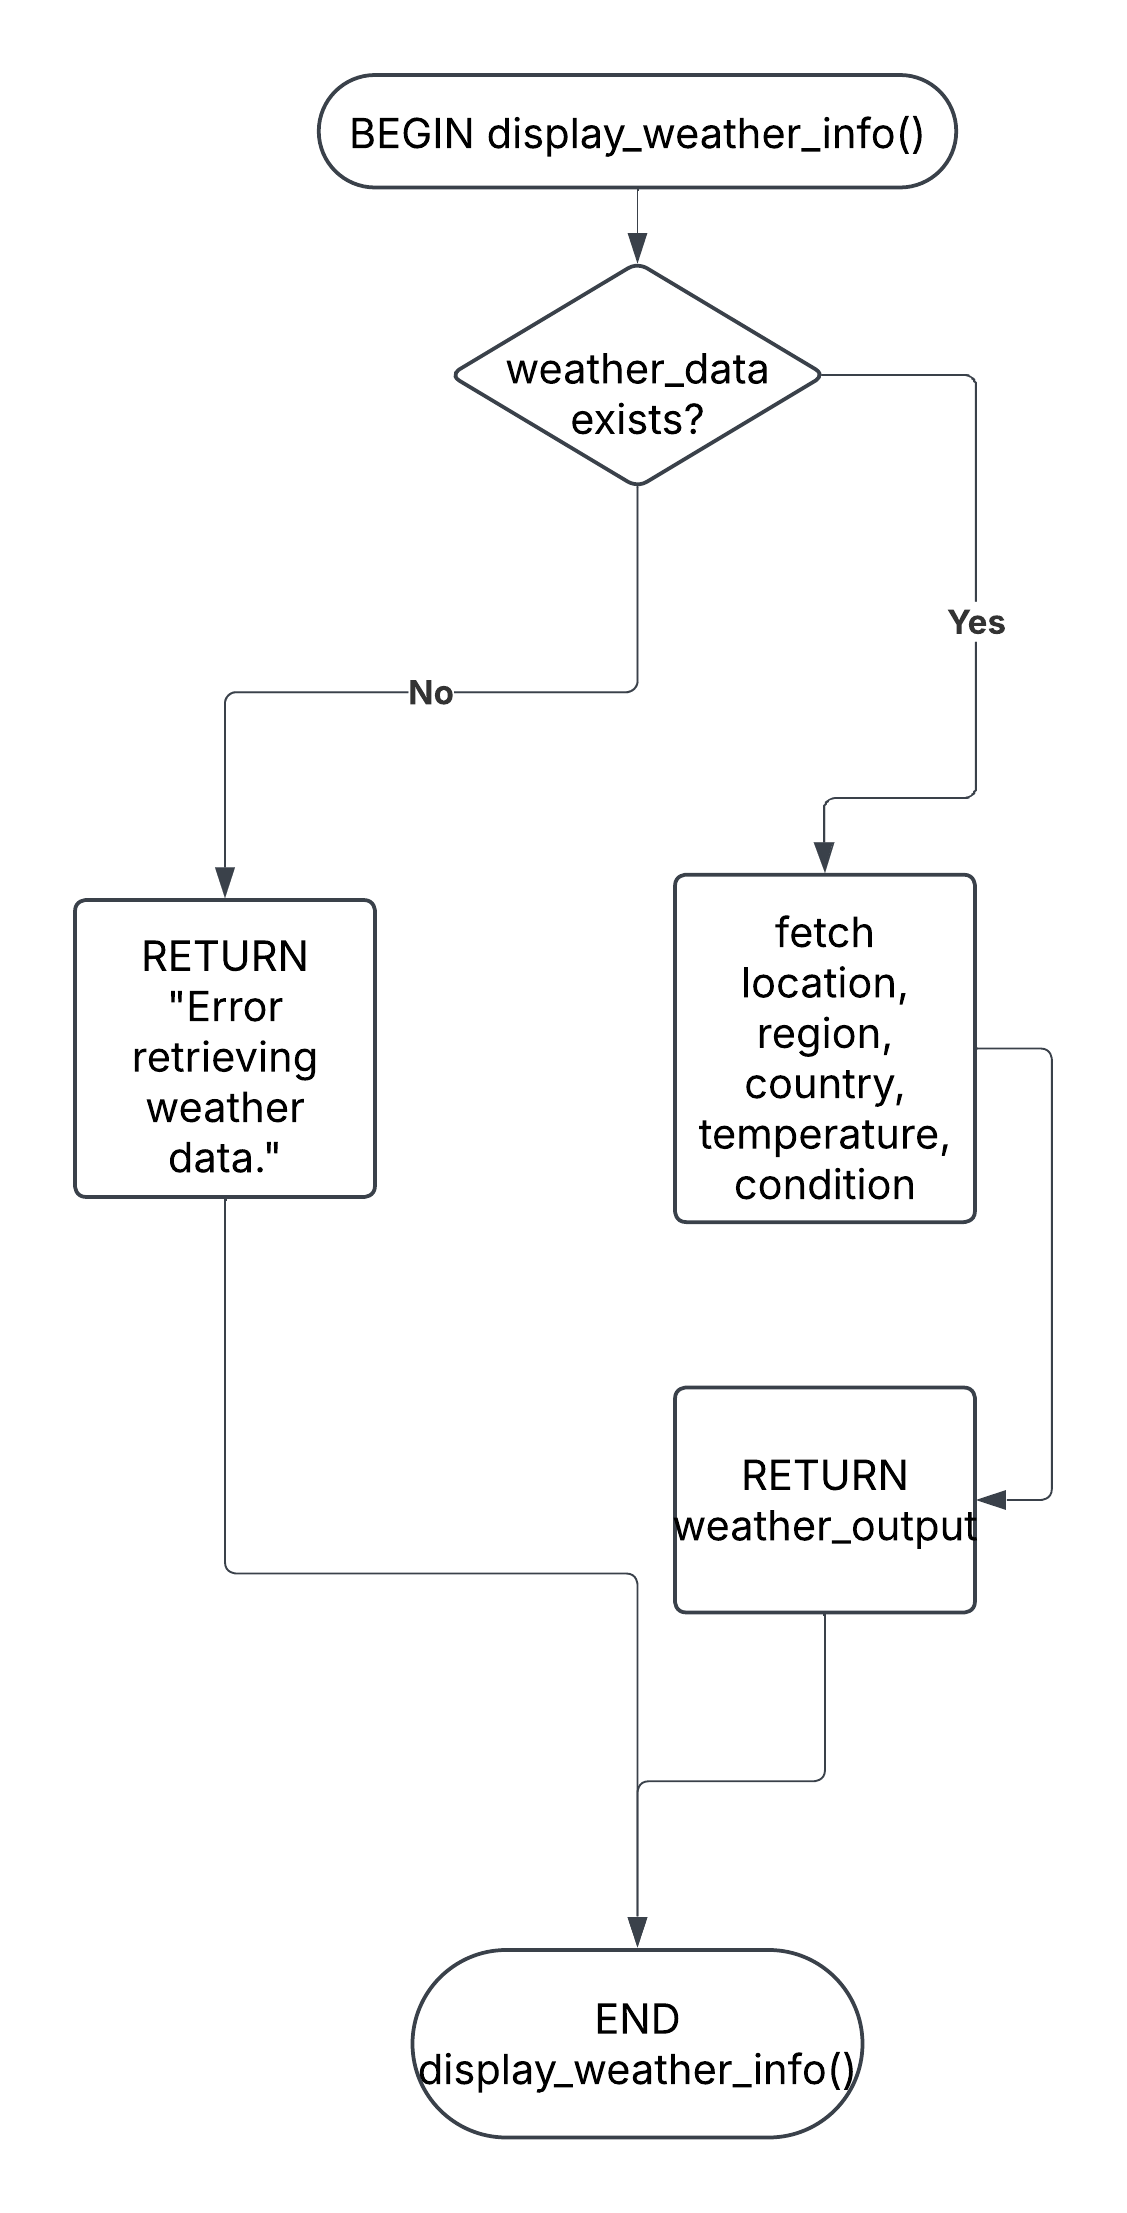 BEGIN display_weather_info()
weather_data
exists?
Yes
No
RETURN
"Error
retrieving
weather
data."
fetch
location,
region,
country,
temperature,
condition
RETURN
weather_output
END
display_weather_info()